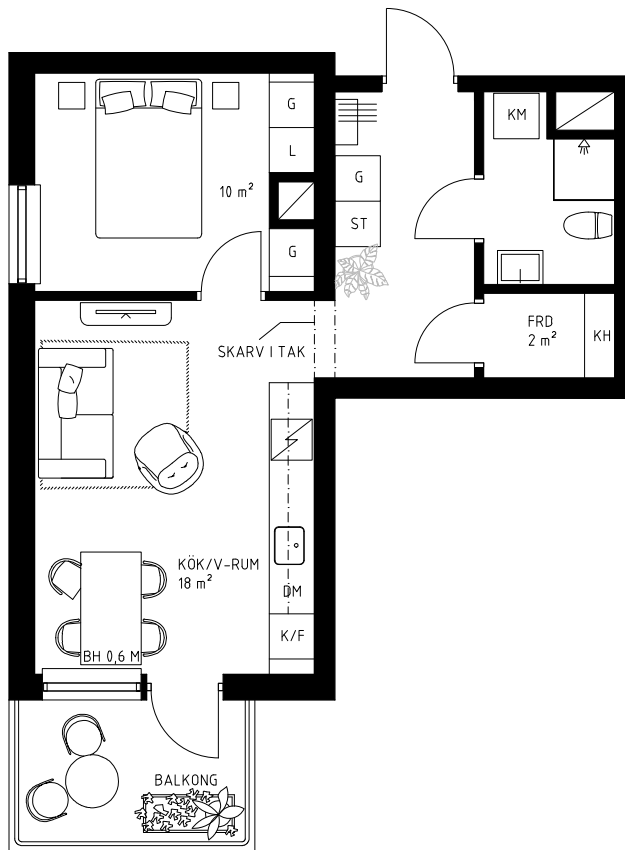 G
KM
L
G
10 m²
ST
G
FRD
2 m²
KH
SKARV I TAK
KÖK/V-RUM
18 m²
DM
K/F
BH 0,6 M
BALKONG